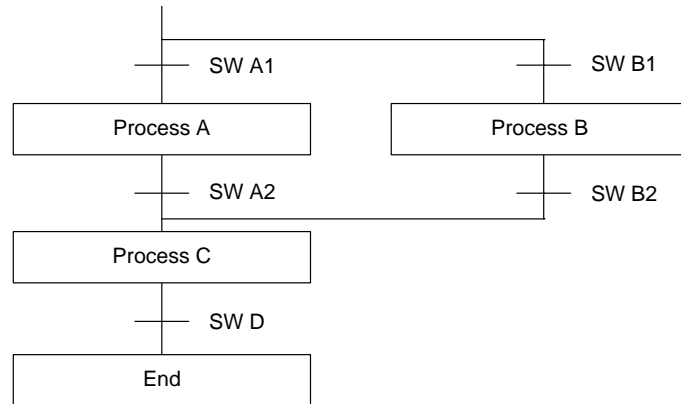 SW A1
SW B1
Process A
Process B
SW A2
SW B2
Process C
SW D
End